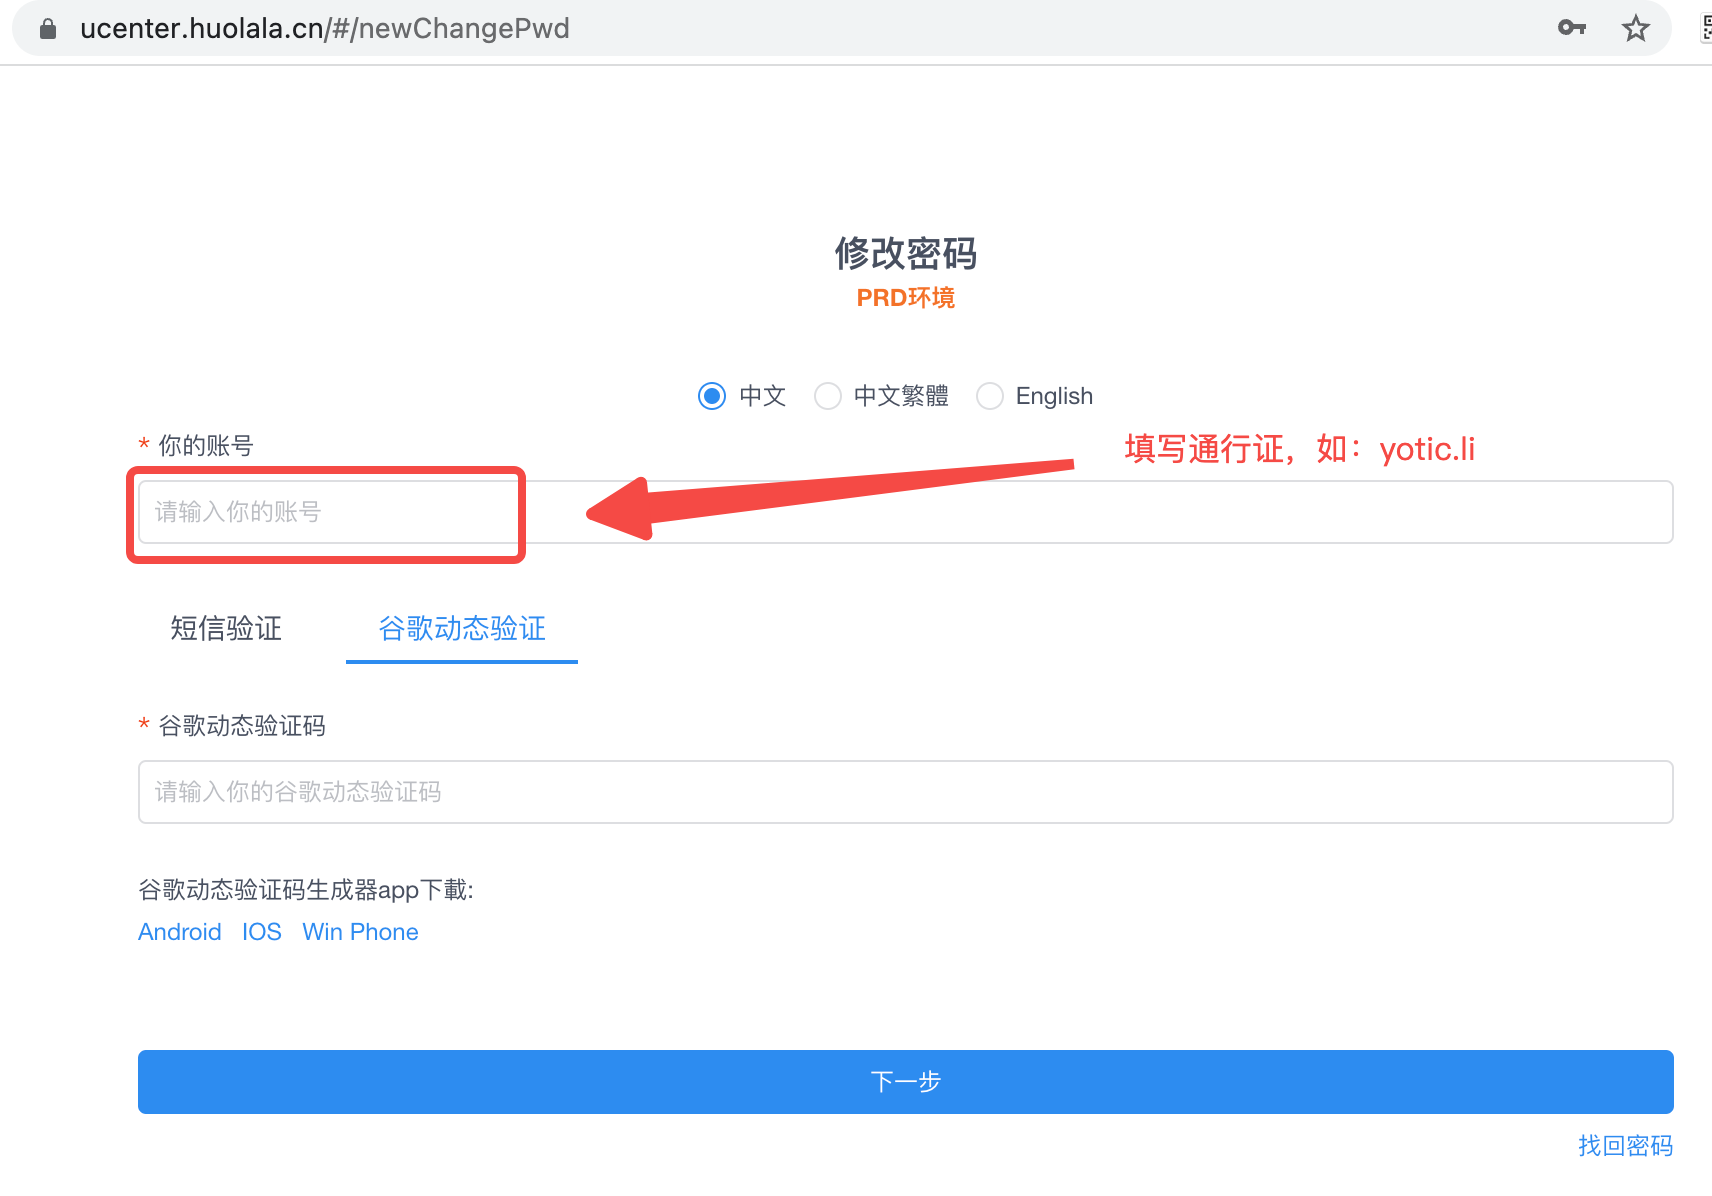 ucenter.huolala.cn/#/newChangePwd
修改密码
PRD环境
中文 中文繁體 English
* 你的账号
填写通行证，如：yotic.li
请输入你的账号
短信验证 谷歌动态验证
* 谷歌动态验证码
请输入你的谷歌动态验证码
谷歌动态验证码生成器app下載:
Android IOS Win Phone
下一步
找回密码